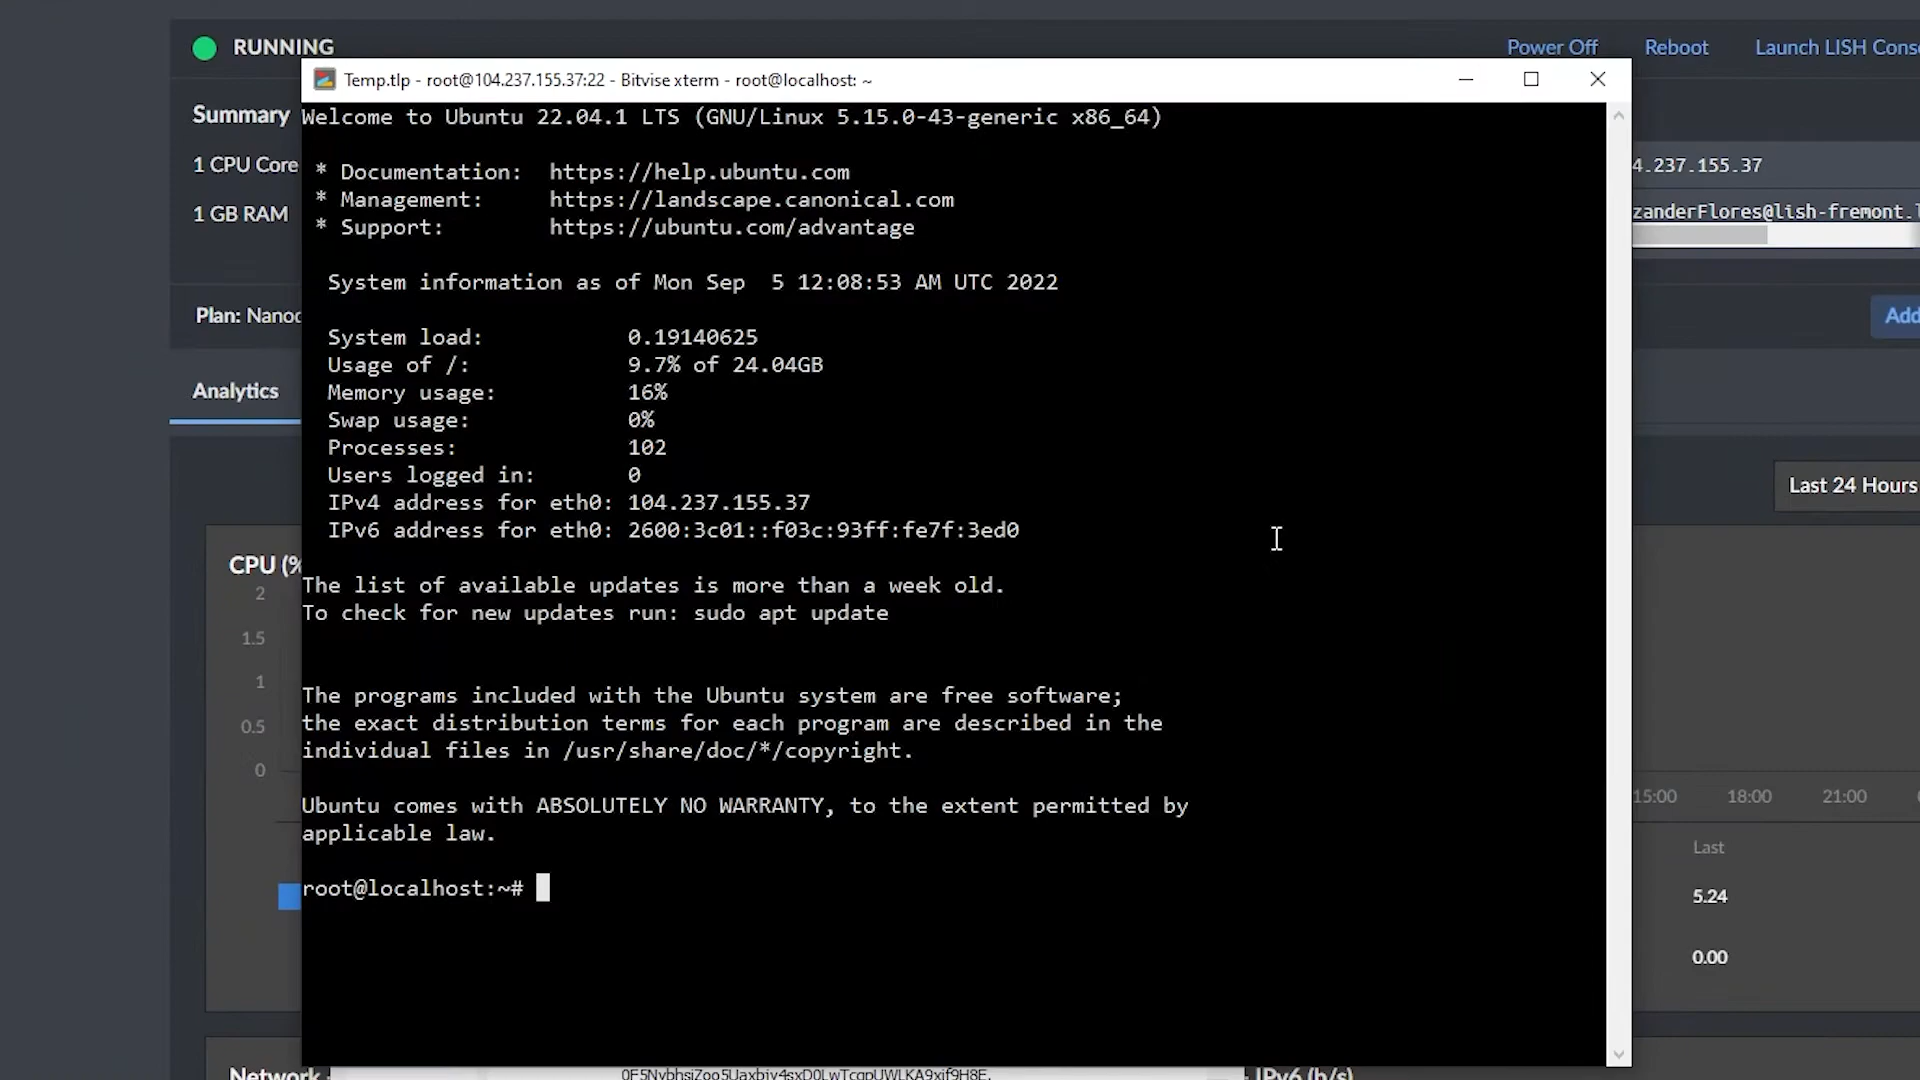 RUNNING
Power Off
Reboot
Launch LISH Cons
Temp.tlp - root@104.237.155.37:22 - Bitvise xterm - root@localhost: ~
Summary
1 CPU Core
1 GB RAM
4.237.155.37
zanderFlores@lish-fremont.l
Plan: Nanod
Add
Analytics
Last 24 Hours
Welcome to Ubuntu 22.04.1 LTS (GNU/Linux 5.15.0-43-generic x86_64)
* Documentation: https://help.ubuntu.com
* Management: https://landscape.canonical.com
* Support: https://ubuntu.com/advantage
System information as of Mon Sep 5 12:08:53 AM UTC 2022
System load: 0.19140625
Usage of /: 9.7% of 24.04GB
Memory usage: 16%
Swap usage: 0%
Processes: 102
Users logged in: 0
IPv4 address for eth0: 104.237.155.37
IPv6 address for eth0: 2600:3c01::f03c:93ff:fe7f:3ed0
The list of available updates is more than a week old.
To check for new updates run: sudo apt update
The programs included with the Ubuntu system are free software;
the exact distribution terms for each program are described in the
individual files in /usr/share/doc/*/copyright.
Ubuntu comes with ABSOLUTELY NO WARRANTY, to the extent permitted by
applicable law.
root@localhost:~#
CPU (%
2
1.5
1
0.5
0
15:00
18:00
21:00
Last
5.24
0.00
Network -
IPv6 (b/s)